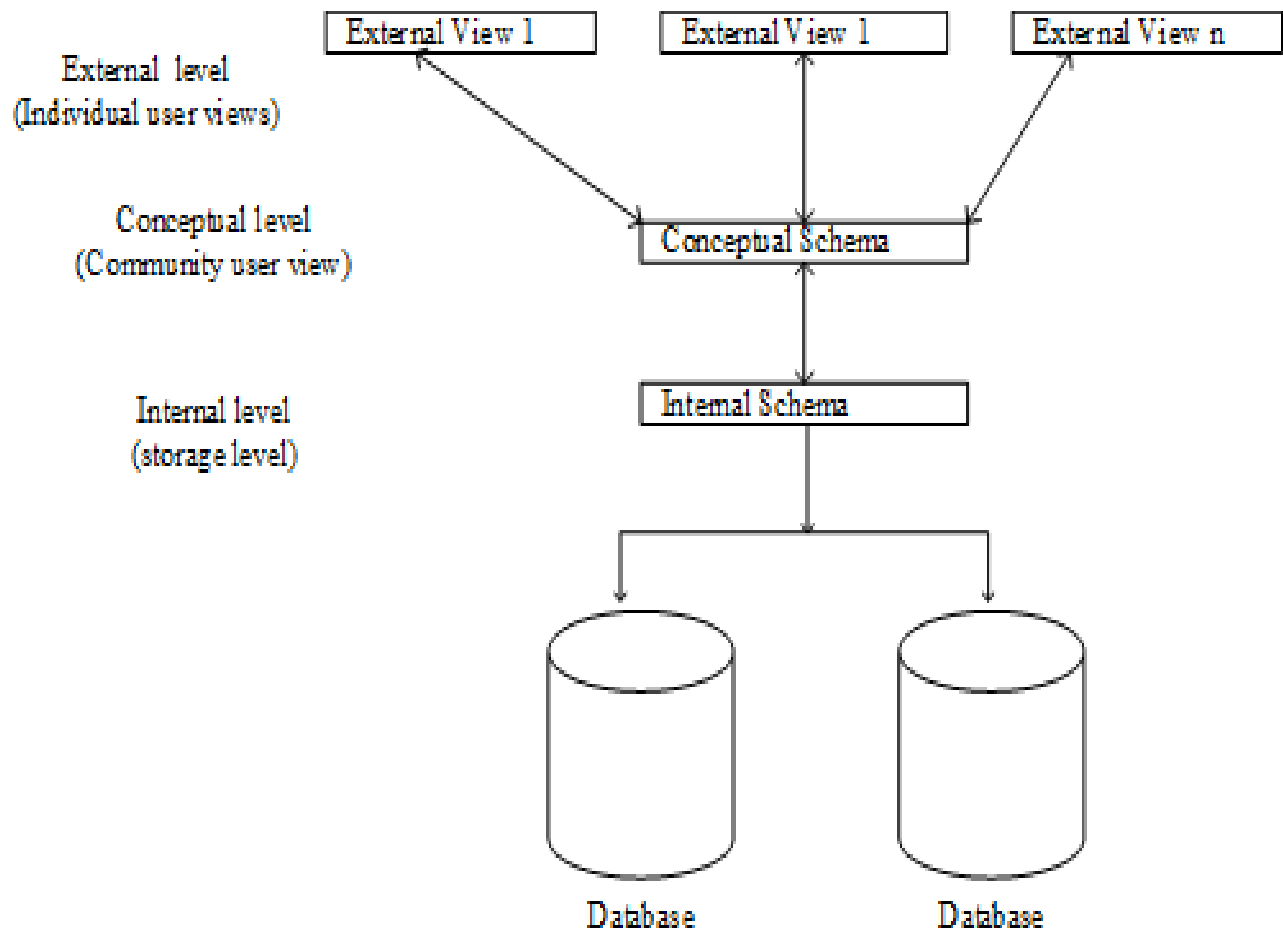 External View 1
External View 1
External View n
External level
(Individual user views)
Conceptual level
(Community user view)
Conceptual Schema
Internal level
(storage level)
Internal Schema
Database
Database